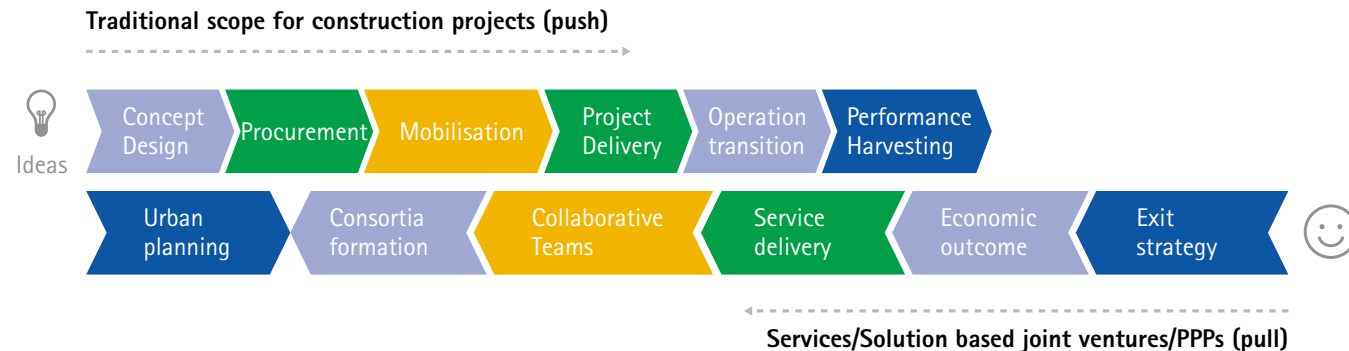 Traditional scope for construction projects (push)
Ideas
Concept
Design
Procurement
Mobilisation
Project
Delivery
Operation
transition
Performance
Harvesting
Urban
planning
Consortia
formation
Collaborative
Teams
Service
delivery
Economic
outcome
Exit
strategy
Services/Solution based joint ventures/PPPs (pull)